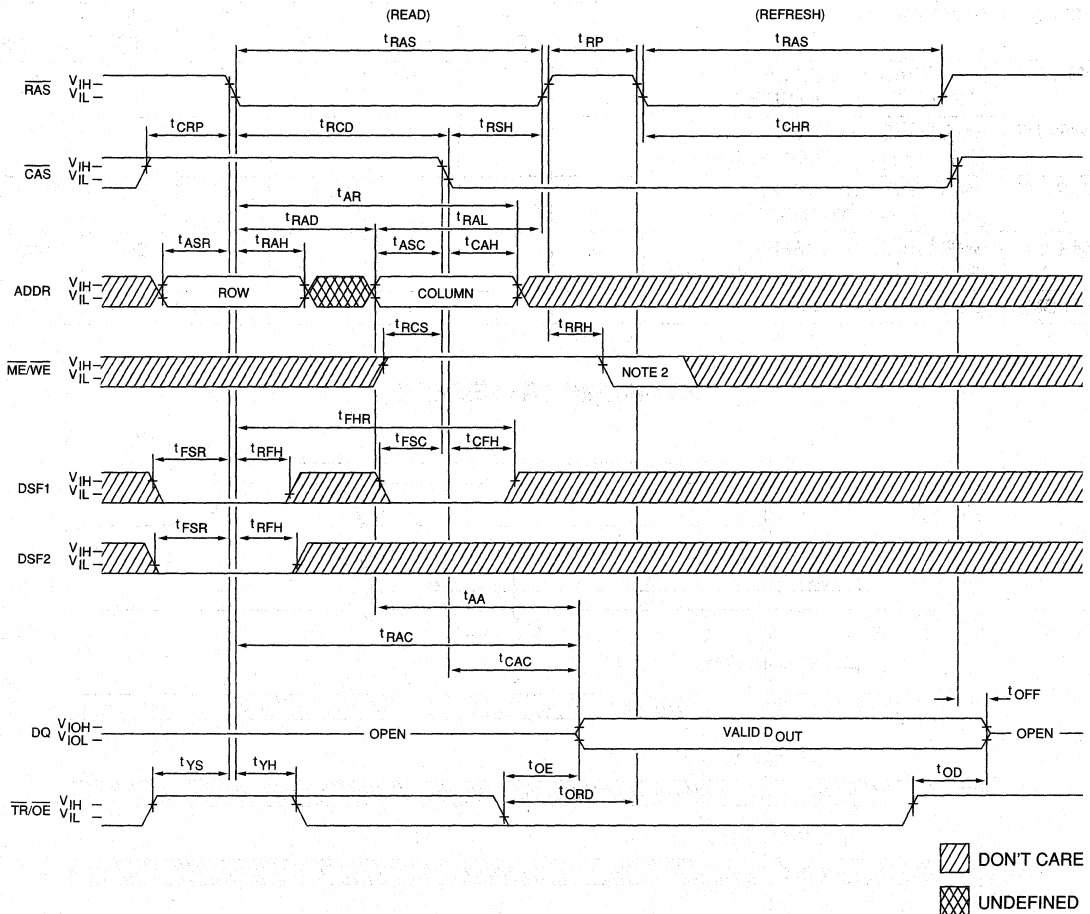 (READ) (REFRESH)
tRAS tRP tRAS
RAS VIH VIL
tCRP tRCD tRSH tCHR
CAS VIH VIL
tAR
tRAD tRAL
tASR tRAH tASC tCAH
ADDR VIH VIL ROW COLUMN
tRCS tRRH
ME/WE VIH VIL NOTE 2
tFHR
tFSR tRFH tFSC tCFH
DSF1 VIH VIL
tFSR tRFH
DSF2 VIH VIL
tAA
tRAC
tCAC
tOFF
DQ VIOH VIOL OPEN VALID DOUT OPEN
tYS tYH tOE tOD
tORD
TR/OE VIH VIL
DON'T CARE
UNDEFINED